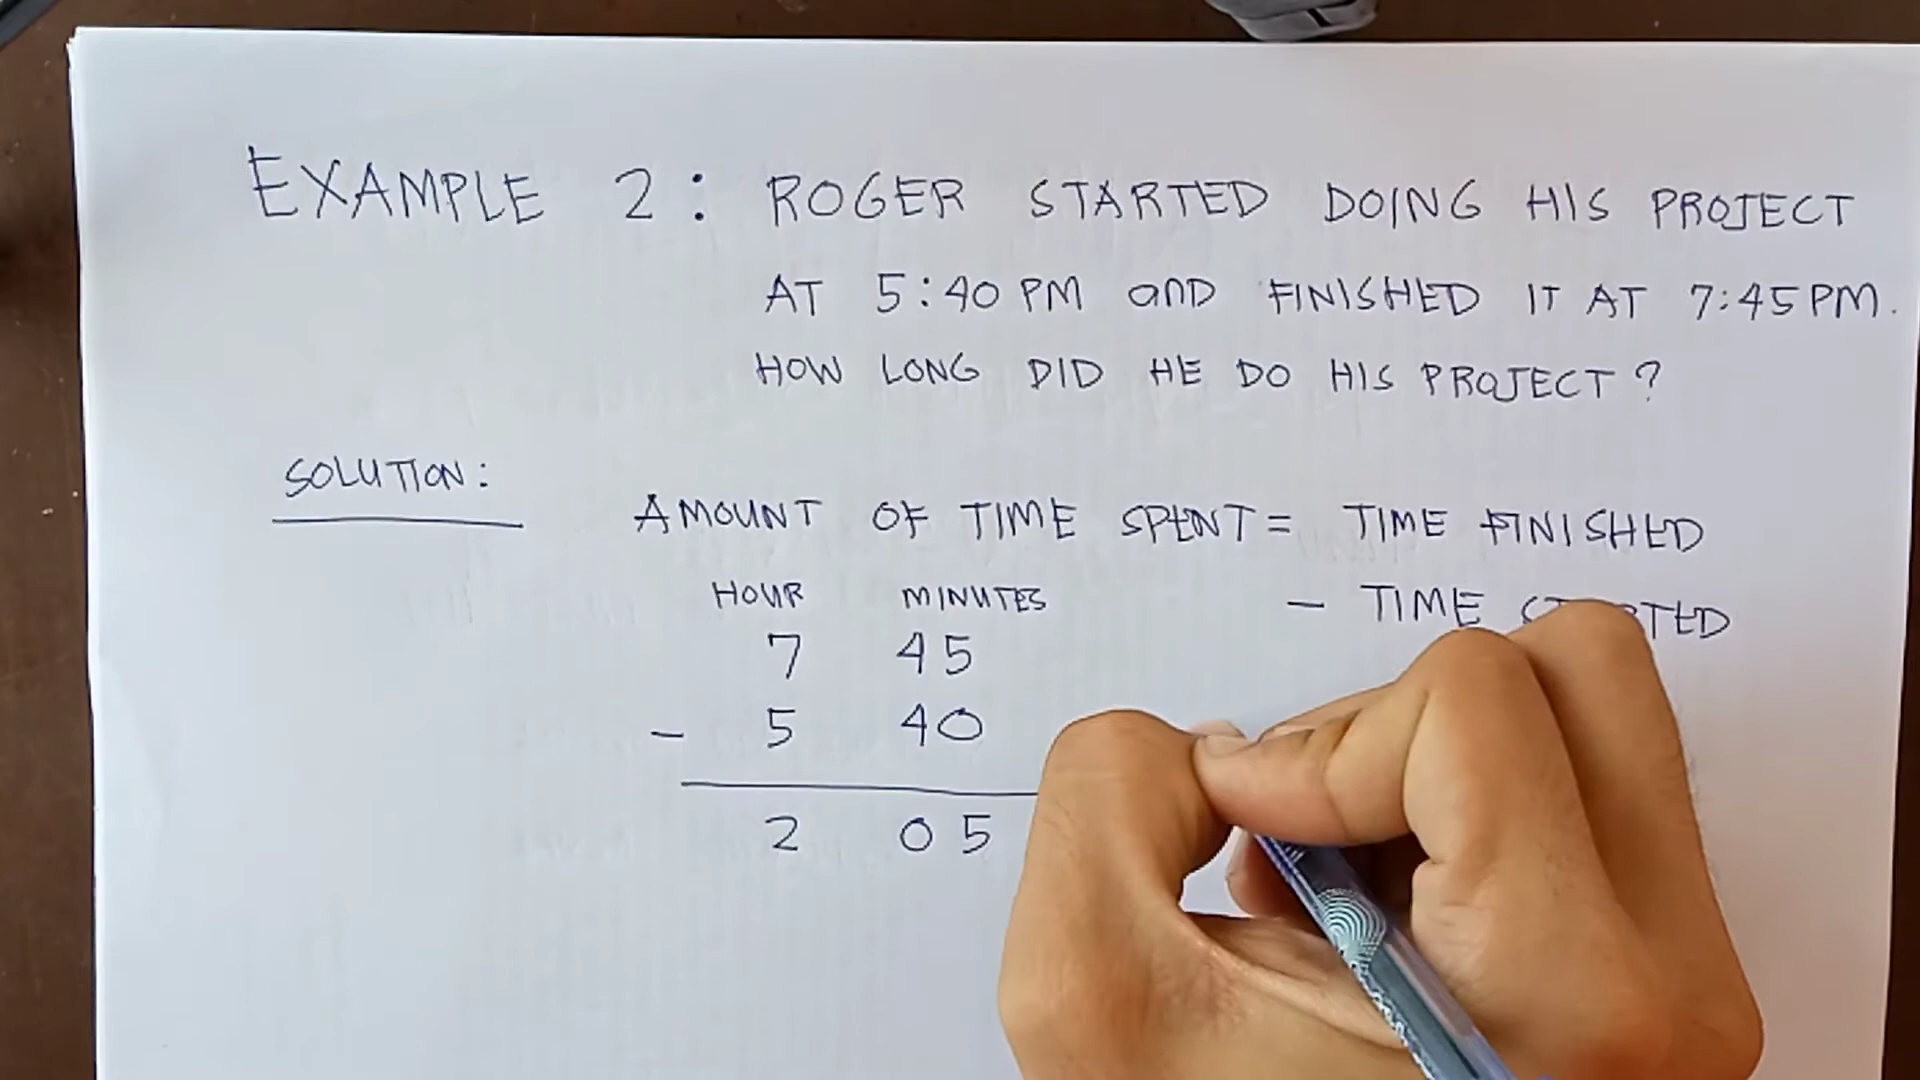 EXAMPLE 2: ROGER STARTED DOING HIS PROJECT
AT 5:40 PM and FINISHED IT AT 7:45 PM.
HOW LONG DID HE DO HIS PROJECT?
SOLUTION:
AMOUNT OF TIME SPENT = TIME FINISHED
- TIME
HOUR MINUTES
7 45
- 5 40
2 05